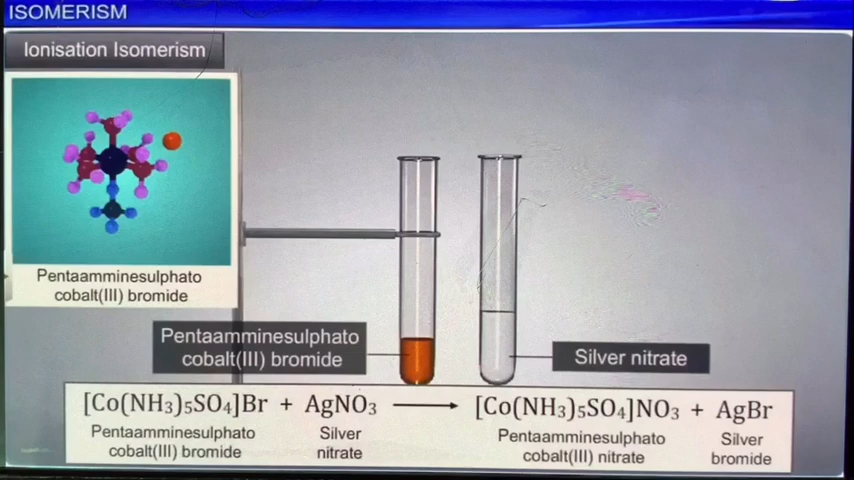 ISOMERISM
Ionisation Isomerism
Pentaamminesulphato
cobalt(III) bromide
Pentaamminesulphato
cobalt(III) bromide
Silver nitrate
[Co(NH₃)₅SO₄]Br + AgNO₃ ⟶ [Co(NH₃)₅SO₄]NO₃ + AgBr
Pentaamminesulphato Silver Pentaamminesulphato Silver
cobalt(III) bromide nitrate cobalt(III) nitrate bromide